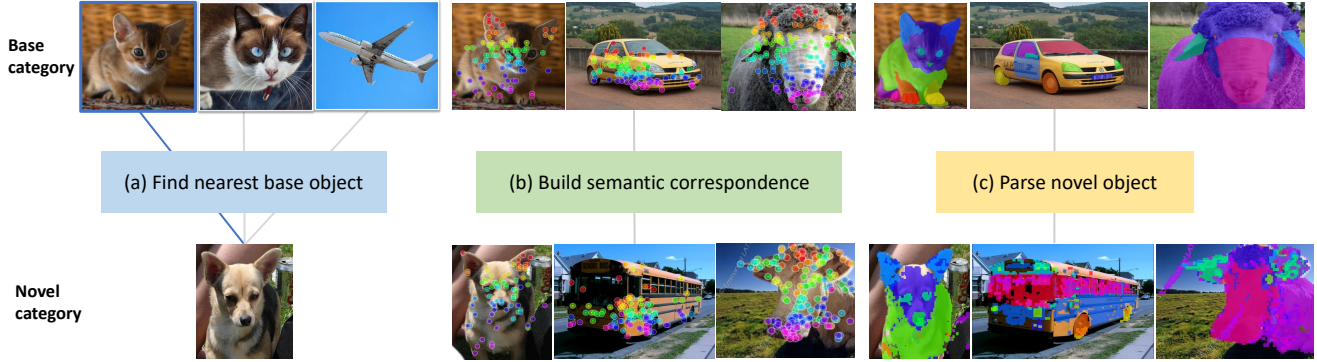 Base
category
(a) Find nearest base object
(b) Build semantic correspondence
(c) Parse novel object
Novel
category